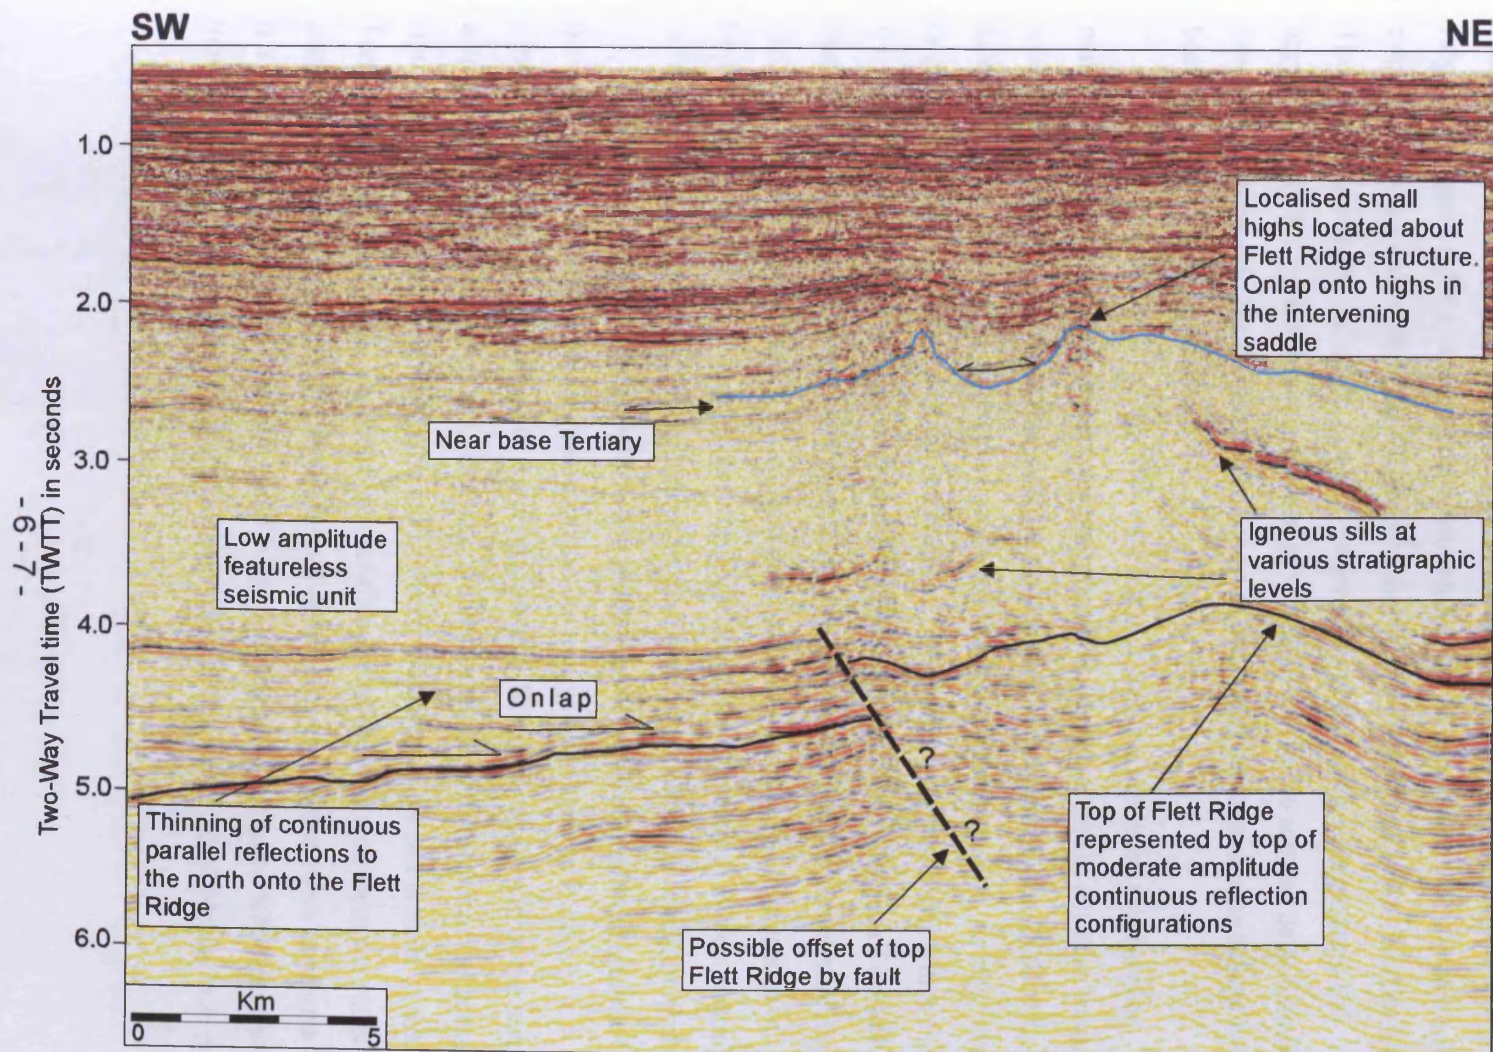 SW
NE
1.0
2.0
3.0
4.0
5.0
6.0
Two-Way Travel time (TWTT) in seconds
- 6-7-
Localised small
highs located about
Flett Ridge structure.
Onlap onto highs in
the intervening
saddle
Near base Tertiary
Low amplitude
featureless
seismic unit
Igneous sills at
various stratigraphic
levels
Onlap
?
?
Thinning of continuous
parallel reflections to
the north onto the Flett
Ridge
Top of Flett Ridge
represented by top of
moderate amplitude
continuous reflection
configurations
Possible offset of top
Flett Ridge by fault
Km
0
5